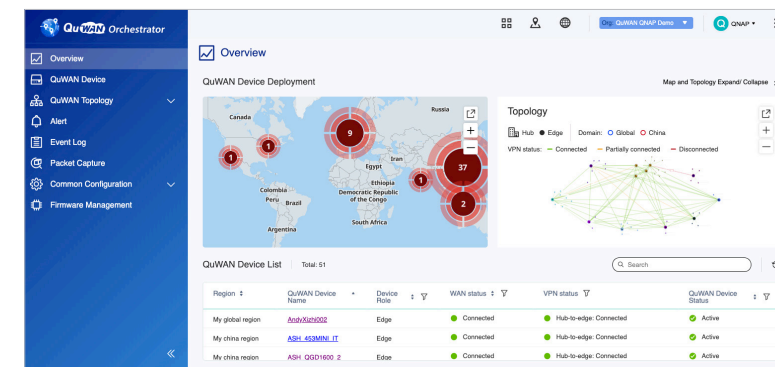 QuWAN Orchestrator
Org: QuWAN QNAP Demo
QNAP
Overview
QuWAN Device
QuWAN Topology
Alert
Event Log
Packet Capture
Common Configuration
Firmware Management
Overview
QuWAN Device Deployment
Map and Topology Expand/ Collapse
Canada
Russia
Iran
Egypt
Ethiopia
Colombia
Democratic Republic
of the Congo
Peru
Brazil
South Africa
Argentina
1
1
9
1
37
2
Topology
Hub Edge Domain: Global China
VPN status: Connected Partially connected Disconnected
QuWAN Device List Total: 51
Search
Region QuWAN Device Name Device Role WAN status VPN status QuWAN Device Status
My global region AndyXizhi002 Edge Connected Hub-to-edge: Connected Active
My china region ASH_453MINI_IT Edge Connected Hub-to-edge: Connected Active
My china region ASH_QGD1600_2 Edge Connected Hub-to-edge: Connected Active